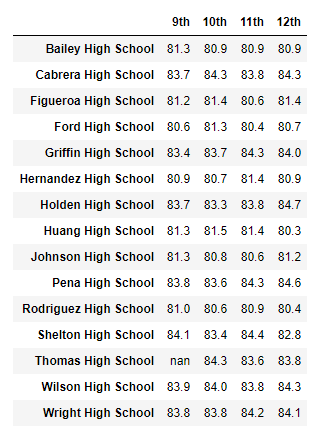 9th 10th 11th 12th
Bailey High School 81.3 80.9 80.9 80.9
Cabrera High School 83.7 84.3 83.8 84.3
Figueroa High School 81.2 81.4 80.6 81.4
Ford High School 80.6 81.3 80.4 80.7
Griffin High School 83.4 83.7 84.3 84.0
Hernandez High School 80.9 80.7 81.4 80.9
Holden High School 83.7 83.3 83.8 84.7
Huang High School 81.3 81.5 81.4 80.3
Johnson High School 81.3 80.8 80.6 81.2
Pena High School 83.8 83.6 84.3 84.6
Rodriguez High School 81.0 80.6 80.9 80.4
Shelton High School 84.1 83.4 84.4 82.8
Thomas High School nan 84.3 83.6 83.8
Wilson High School 83.9 84.0 83.8 84.3
Wright High School 83.8 83.8 84.2 84.1